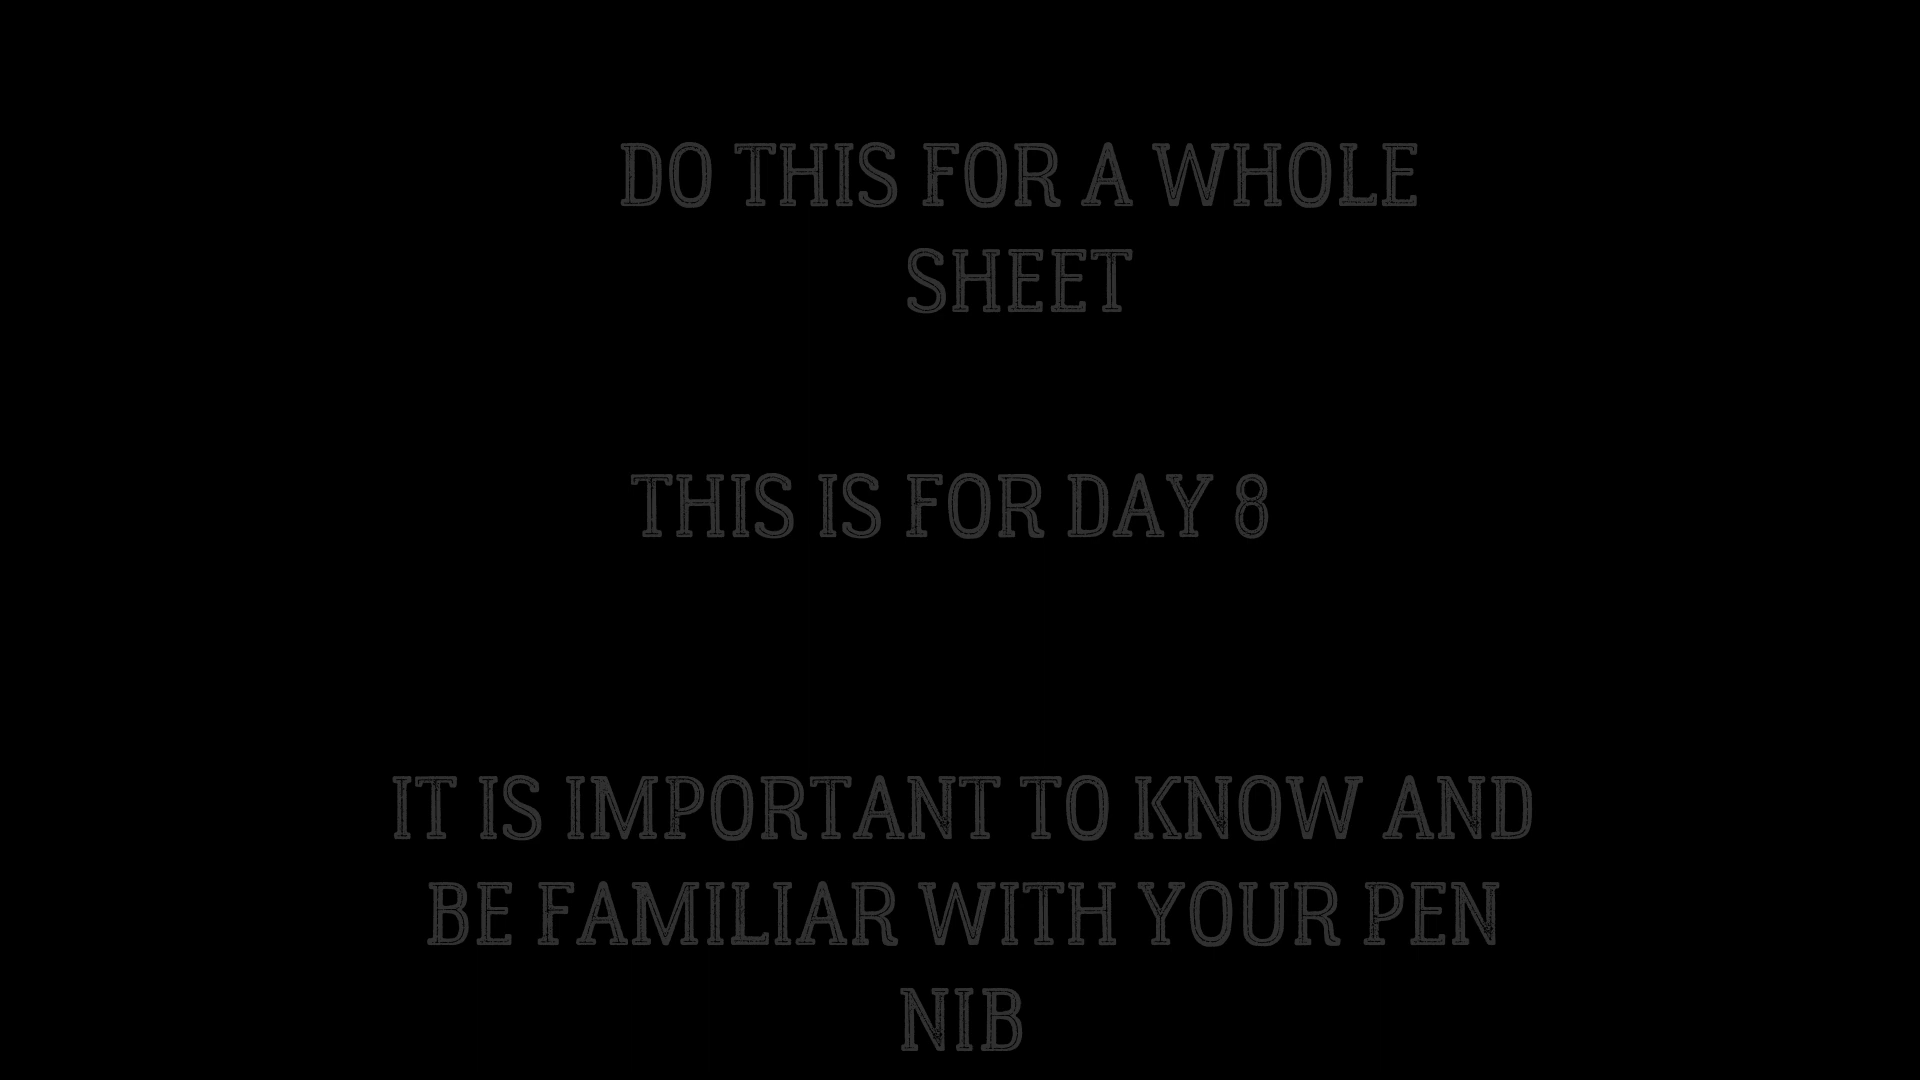 DO THIS FOR A WHOLE
SHEET
THIS IS FOR DAY 8
IT IS IMPORTANT TO KNOW AND
BE FAMILIAR WITH YOUR PEN
NIB